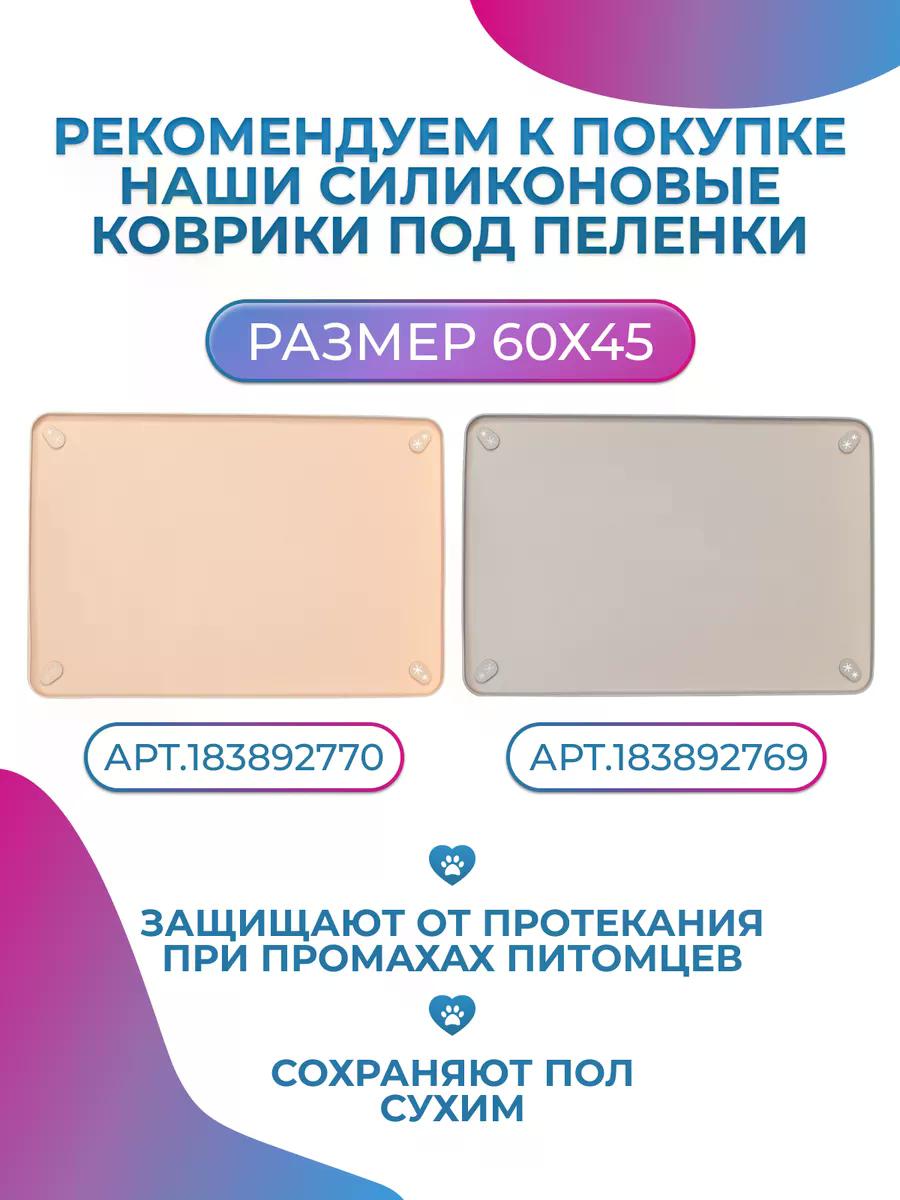 РЕКОМЕНДУЕМ К ПОКУПКЕ
НАШИ СИЛИКОНОВЫЕ
КОВРИКИ ПОД ПЕЛЕНКИ
РАЗМЕР 60Х45
АРТ.183892770
АРТ.183892769
ЗАЩИЩАЮТ ОТ ПРОТЕКАНИЯ
ПРИ ПРОМАХАХ ПИТОМЦЕВ
СОХРАНЯЮТ ПОЛ
СУХИМ